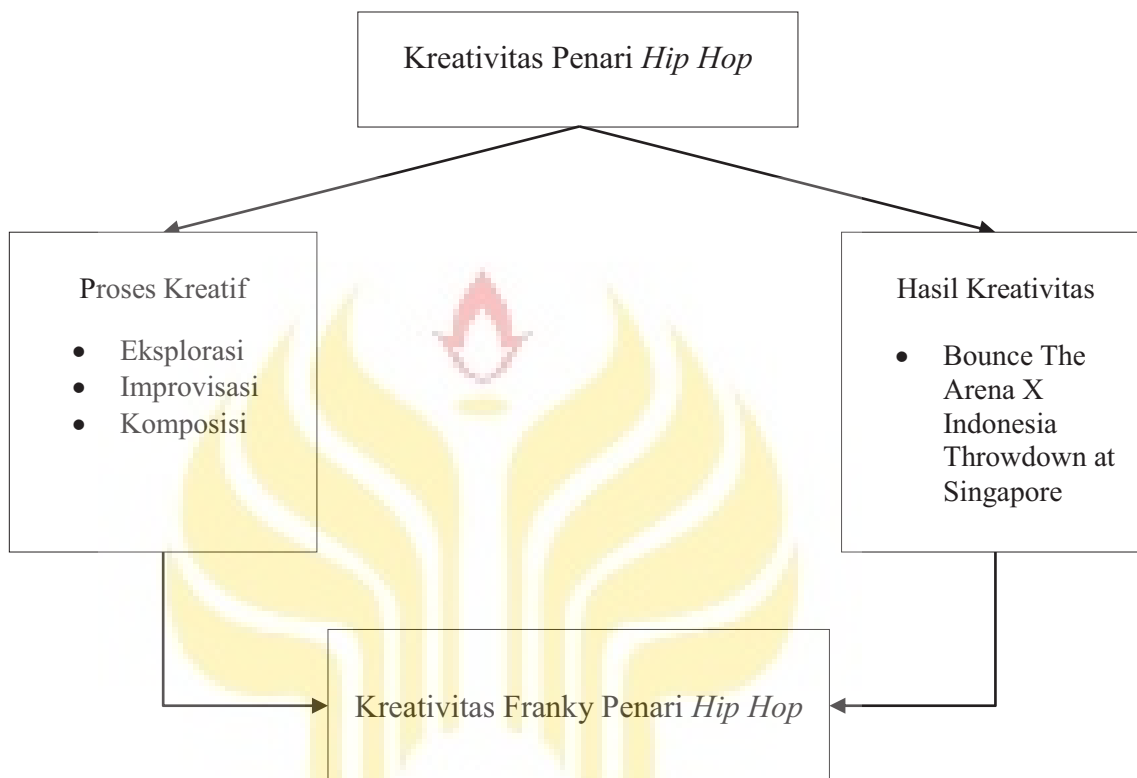 Kreativitas Penari Hip Hop
Proses Kreatif
• Eksplorasi
• Improvisasi
• Komposisi
Hasil Kreativitas
• Bounce The
Arena X
Indonesia
Throwdown at
Singapore
Kreativitas Franky Penari Hip Hop